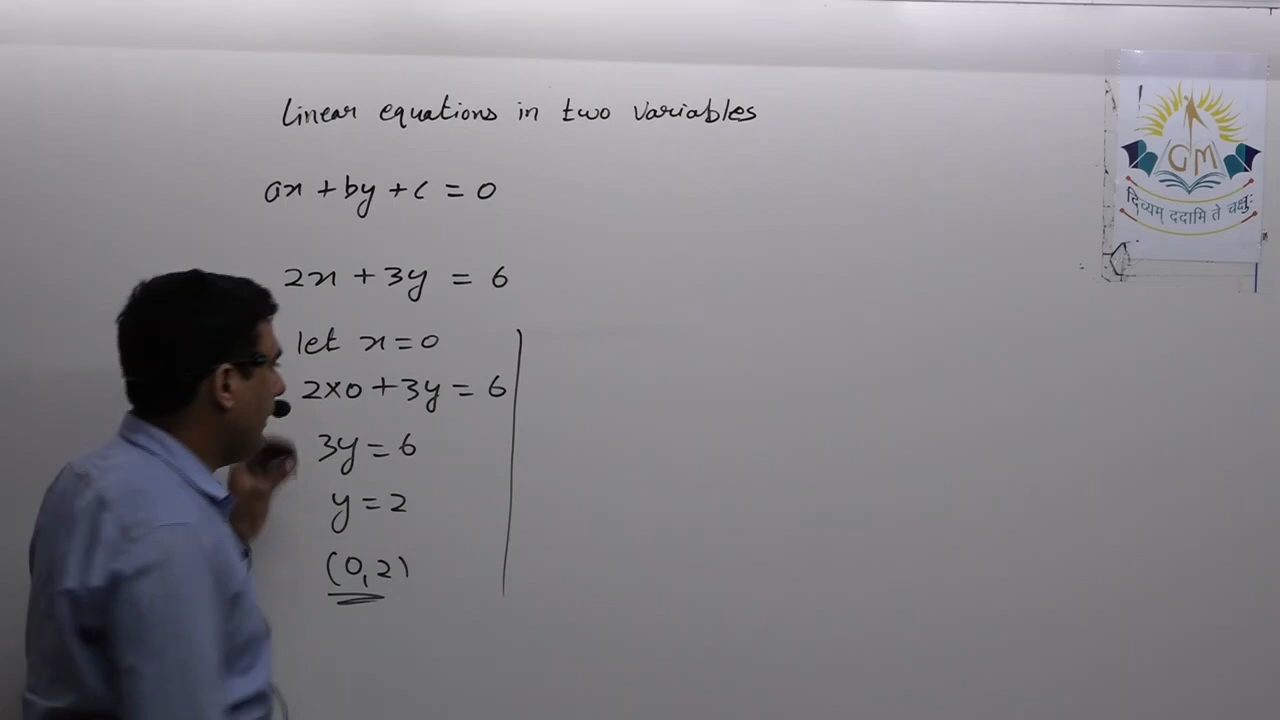 Linear equations in two variables
ax + by + c = 0
2x + 3y = 6
let x = 0
2×0 + 3y = 6
3y = 6
y = 2
(0,2)
GM
दिव्यम् ददामि ते चक्षुः